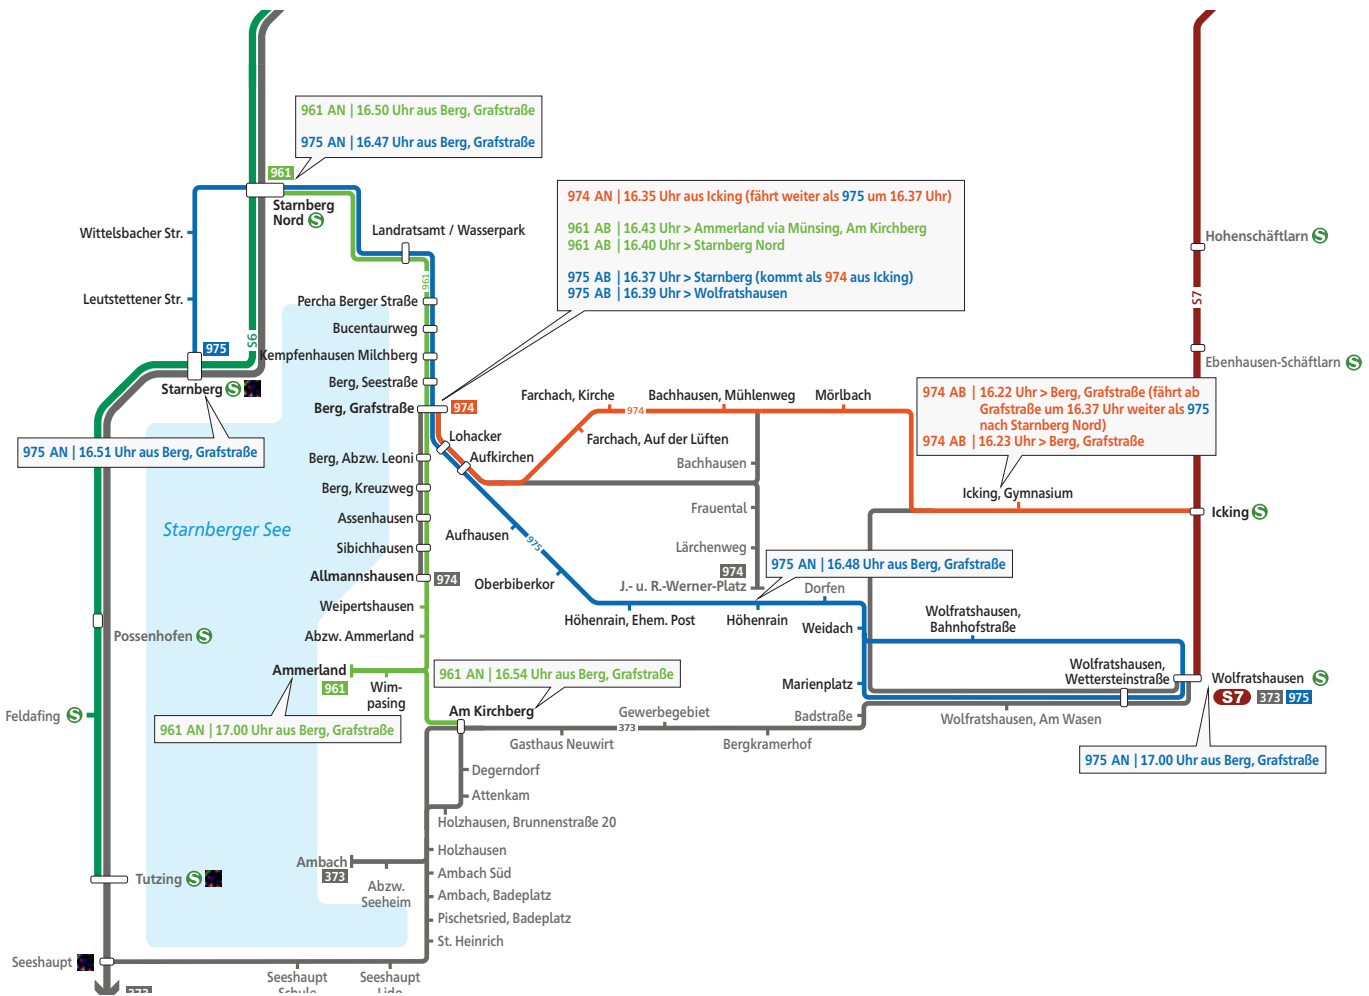 961 AN | 16.50 Uhr aus Berg, Grafstraße
975 AN | 16.47 Uhr aus Berg, Grafstraße
961
Starnberg
Nord S
Wittelsbacher Str.
Leutstettener Str.
Landratsamt / Wasserpark
974 AN | 16.35 Uhr aus Icking (fährt weiter als 975 um 16.37 Uhr)
961 AB | 16.43 Uhr > Ammerland via Münsing, Am Kirchberg
961 AB | 16.40 Uhr > Starnberg Nord
975 AB | 16.37 Uhr > Starnberg (kommt als 974 aus Icking)
975 AB | 16.39 Uhr > Wolfratshausen
Hohenschäftlarn S
S7
Ebenhausen-Schäftlarn S
961
Percha Berger Straße
Bucentaurweg
Kempfenhausen Milchberg
Berg, Seestraße
Berg, Grafstraße
974
S6
975
Starnberg S
975 AN | 16.51 Uhr aus Berg, Grafstraße
Lohacker
Aufkirchen
Farchach, Kirche
974
Bachhausen, Mühlenweg
Mörlbach
Farchach, Auf der Lüften
974 AB | 16.22 Uhr > Berg, Grafstraße (fährt ab
Grafstraße um 16.37 Uhr weiter als 975
nach Starnberg Nord)
974 AB | 16.23 Uhr > Berg, Grafstraße
Icking, Gymnasium
Icking S
Berg, Abzw. Leoni
Berg, Kreuzweg
Assenhausen
Sibichhausen
Allmannshausen
974
Weipertshausen
Abzw. Ammerland
Starnberger See
Bachhausen
Frauental
Lärchenweg
974
J.- u. R.-Werner-Platz
Aufhausen
975
Oberbiberkor
975 AN | 16.48 Uhr aus Berg, Grafstraße
Dorfen
Höhenrain, Ehem. Post
Höhenrain
Weidach
Wolfratshausen,
Bahnhofstraße
Possenhofen S
Ammerland
961
Wim-
pasing
961 AN | 16.54 Uhr aus Berg, Grafstraße
961 AN | 17.00 Uhr aus Berg, Grafstraße
Marienplatz
Wolfratshausen,
Wettersteinstraße
Wolfratshausen S
S7 373 975
Feldafing S
Am Kirchberg
Gewerbegebiet
373
Badstraße
Wolfratshausen, Am Wasen
Gasthaus Neuwirt
Bergkramerhof
975 AN | 17.00 Uhr aus Berg, Grafstraße
Degerndorf
Attenkam
Holzhausen, Brunnenstraße 20
Holzhausen
Ambach
373
Abzw.
Seeheim
Ambach Süd
Ambach, Badeplatz
Pischetsried, Badeplatz
St. Heinrich
Tutzing S
Seeshaupt
Seeshaupt
Schule
Seeshaupt
Lido
373